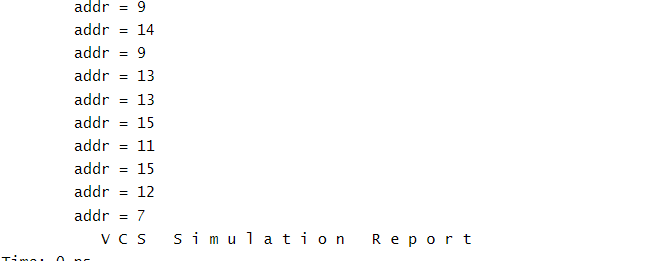 addr = 9
addr = 14
addr = 9
addr = 13
addr = 13
addr = 15
addr = 11
addr = 15
addr = 12
addr = 7
V C S   S i m u l a t i o n   R e p o r t
Time: 0 ns